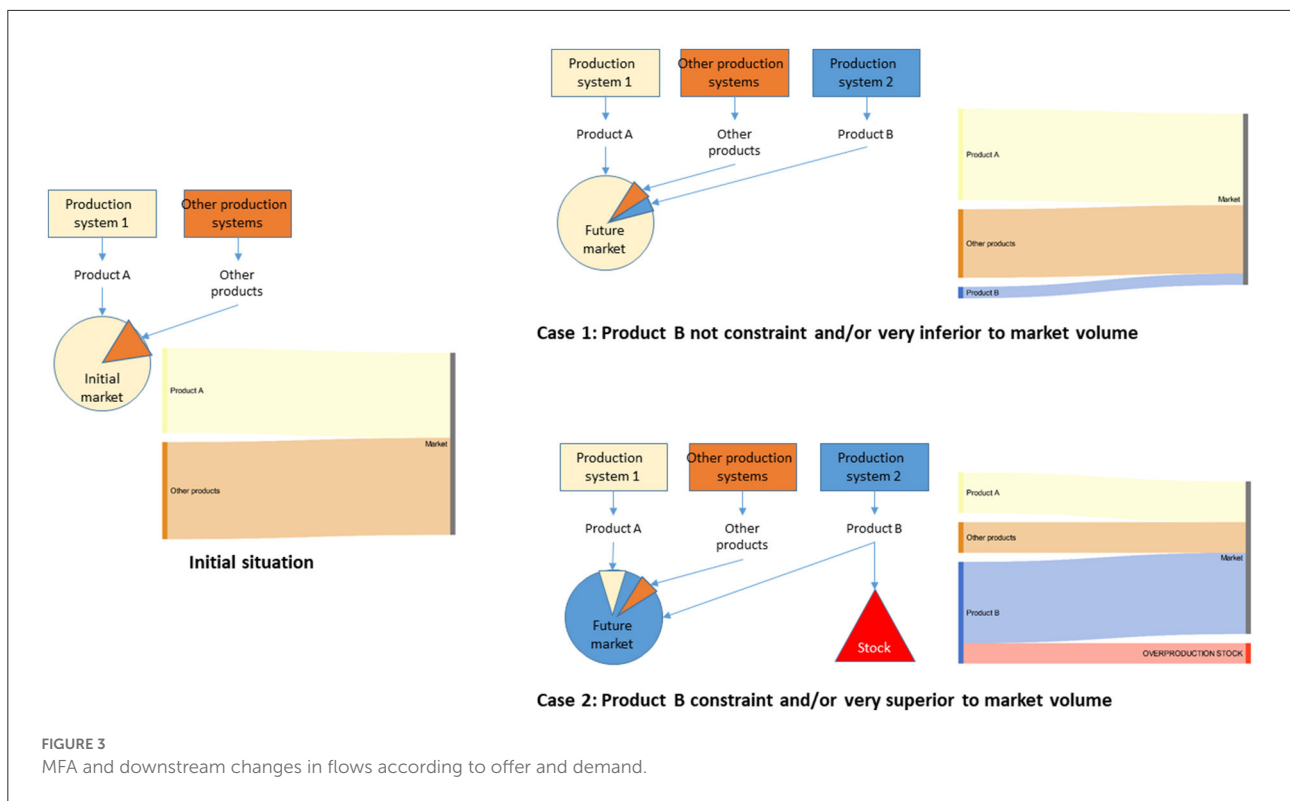 Production
system 1
Other production
systems
Product A
Other
products
Initial
market
Product A
Other products
Market
Initial situation
Production
system 1
Other production
systems
Production
system 2
Product A
Other
products
Product B
Future
market
Product A
Other products
Product B
Market
Case 1: Product B not constraint and/or very inferior to market volume
Production
system 1
Other production
systems
Production
system 2
Product A
Other
products
Product B
Future
market
Stock
Product A
Other products
Product B
Market
OVERPRODUCTION STOCK
Case 2: Product B constraint and/or very superior to market volume
FIGURE 3
MFA and downstream changes in flows according to offer and demand.